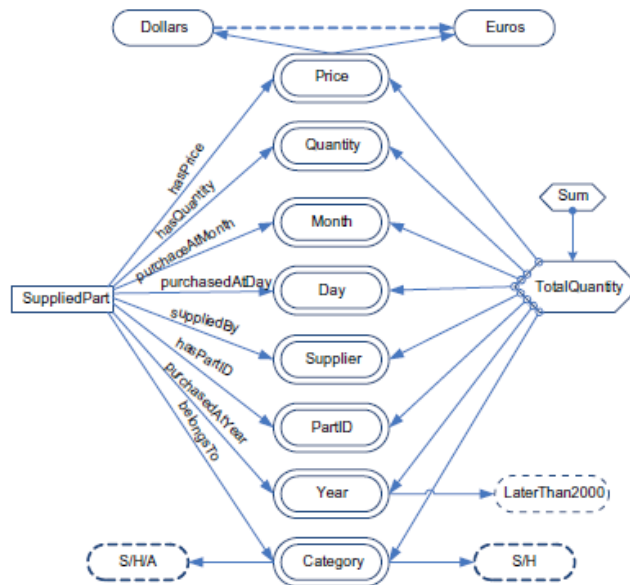 Dollars
Euros
Price
hasPrice
Quantity
hasQuantity
Sum
Month
purchaceAtMonth
SuppliedPart
purchasedAtDay
Day
TotalQuantity
suppliedBy
Supplier
hasPartID
PartID
purchasedAtYear
belongsTo
Year
LaterThan2000
S/H/A
Category
S/H